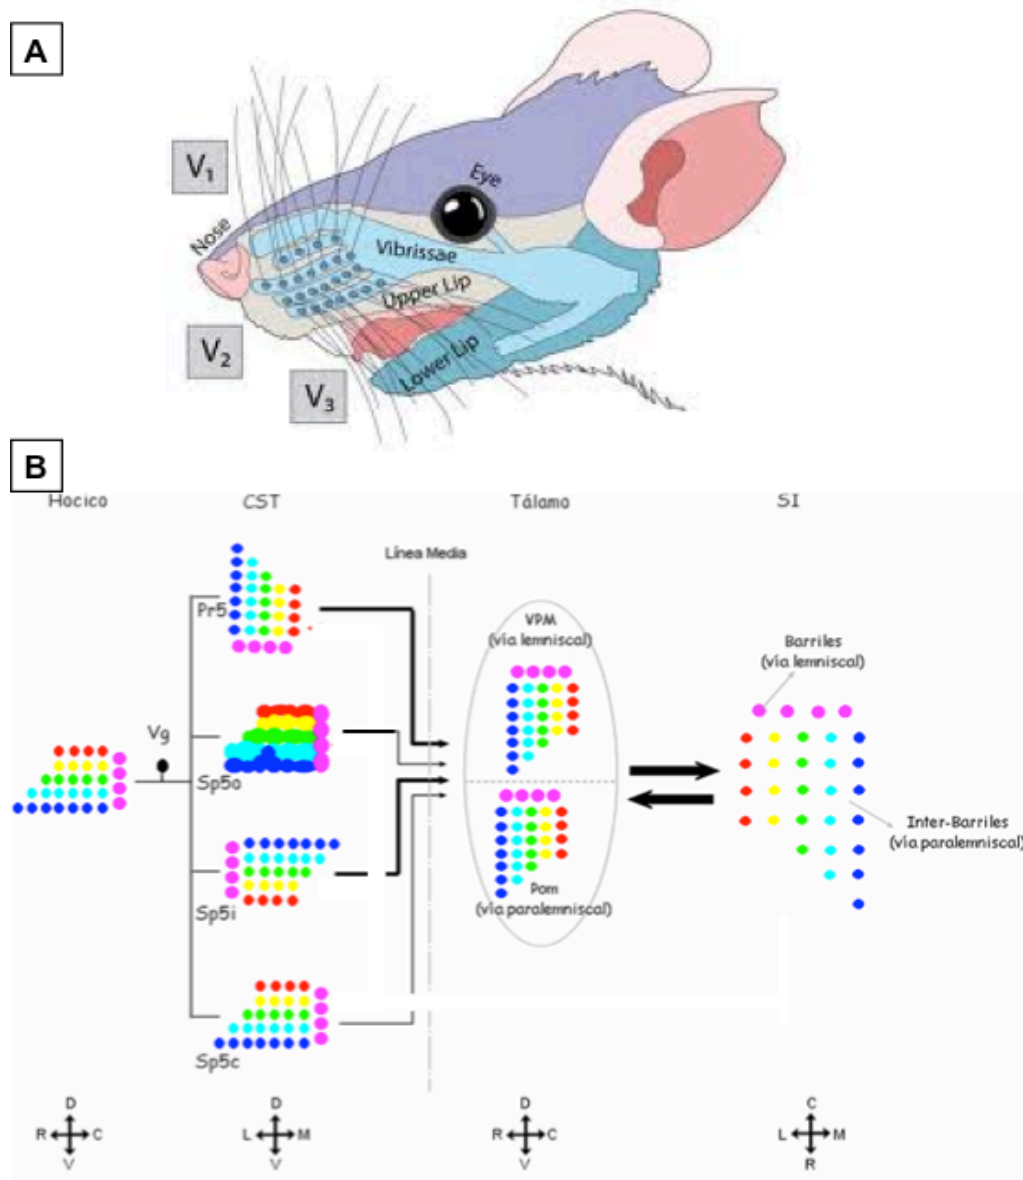 A
V₁
Eye
Nose
Vibrissae
Upper Lip
V₂
Lower Lip
V₃
B
Hocico
CST
Tálamo
SI
Línea Media
Pr5
VPM
(vía lemniscal)
Barriles
(vía lemniscal)
Vg
Sp5o
Inter-Barriles
(vía paralemniscal)
Pom
(vía paralemniscal)
Sp5i
Sp5c
D
R C
V
D
L M
V
D
R C
V
C
L M
R